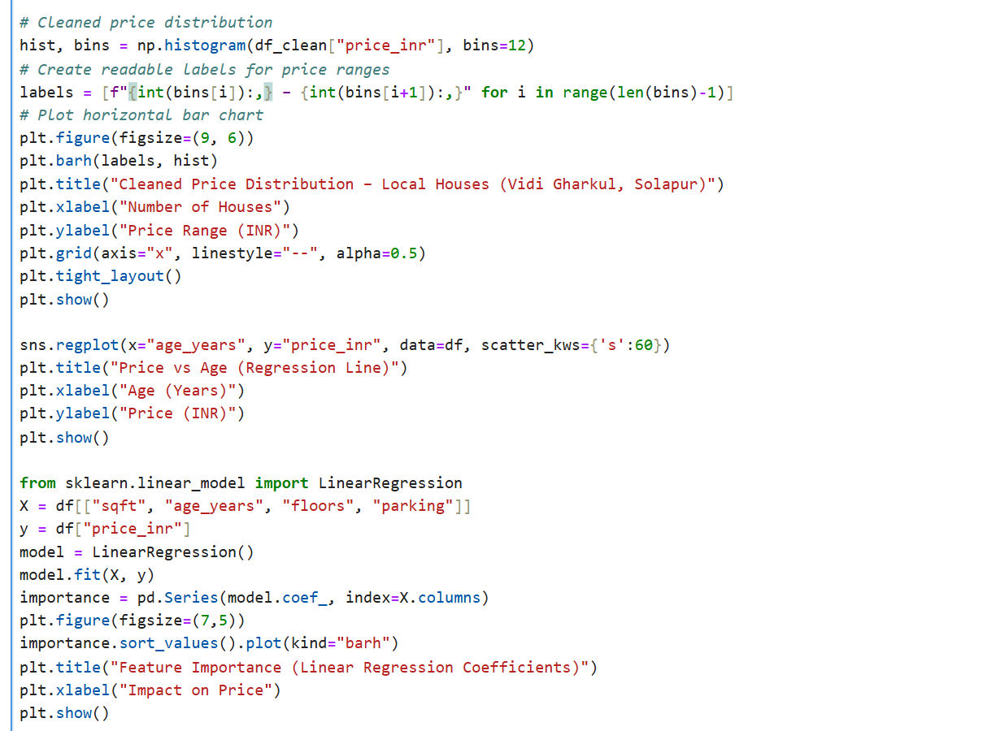 # Cleaned price distribution
hist, bins = np.histogram(df_clean["price_inr"], bins=12)
# Create readable labels for price ranges
labels = [f"{int(bins[i]):,} – {int(bins[i+1]):,}" for i in range(len(bins)-1)]
# Plot horizontal bar chart
plt.figure(figsize=(9, 6))
plt.barh(labels, hist)
plt.title("Cleaned Price Distribution – Local Houses (Vidi Gharkul, Solapur)")
plt.xlabel("Number of Houses")
plt.ylabel("Price Range (INR)")
plt.grid(axis="x", linestyle="--", alpha=0.5)
plt.tight_layout()
plt.show()

sns.regplot(x="age_years", y="price_inr", data=df, scatter_kws={'s':60})
plt.title("Price vs Age (Regression Line)")
plt.xlabel("Age (Years)")
plt.ylabel("Price (INR)")
plt.show()

from sklearn.linear_model import LinearRegression
X = df[["sqft", "age_years", "floors", "parking"]]
y = df["price_inr"]
model = LinearRegression()
model.fit(X, y)
importance = pd.Series(model.coef_, index=X.columns)
plt.figure(figsize=(7,5))
importance.sort_values().plot(kind="barh")
plt.title("Feature Importance (Linear Regression Coefficients)")
plt.xlabel("Impact on Price")
plt.show()